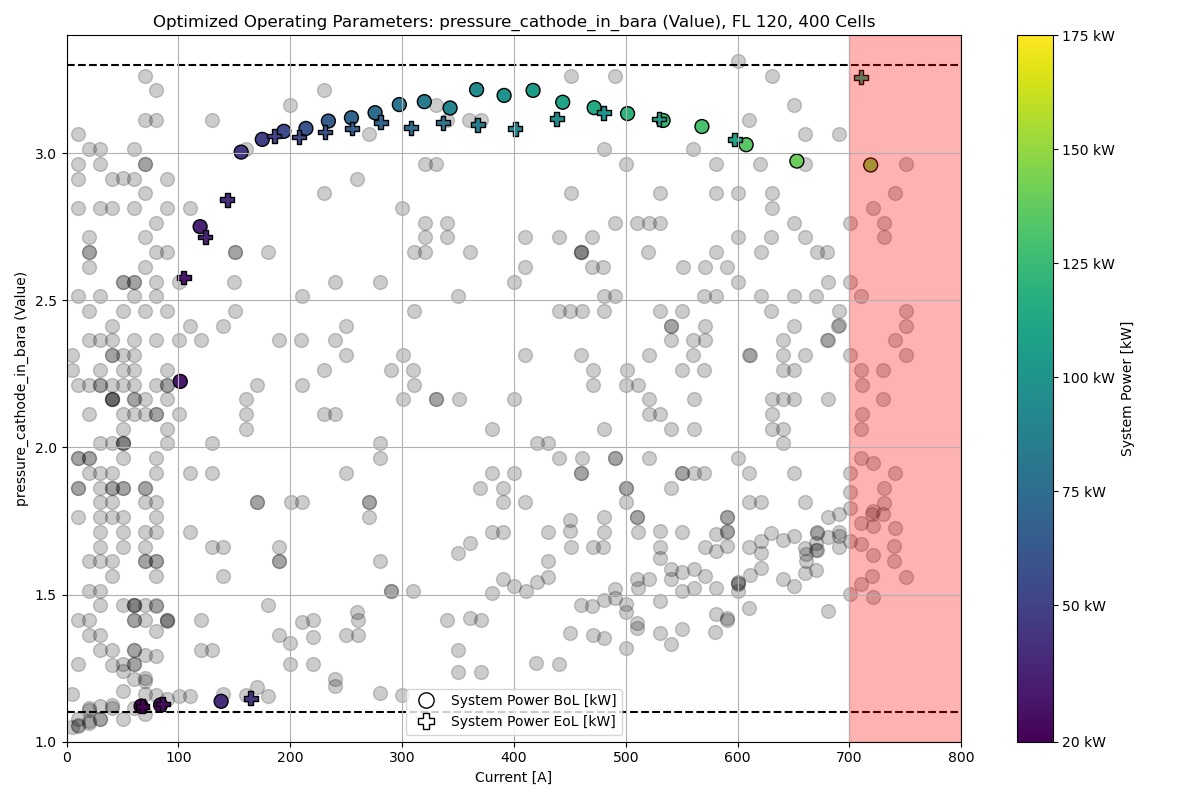 Optimized Operating Parameters: pressure_cathode_in_bara (Value), FL 120, 400 Cells
pressure_cathode_in_bara (Value)
3.0
2.5
2.0
1.5
1.0
0
100
200
300
400
500
600
700
800
Current [A]
System Power BoL [kW]
System Power EoL [kW]
175 kW
150 kW
125 kW
100 kW
75 kW
50 kW
20 kW
System Power [kW]